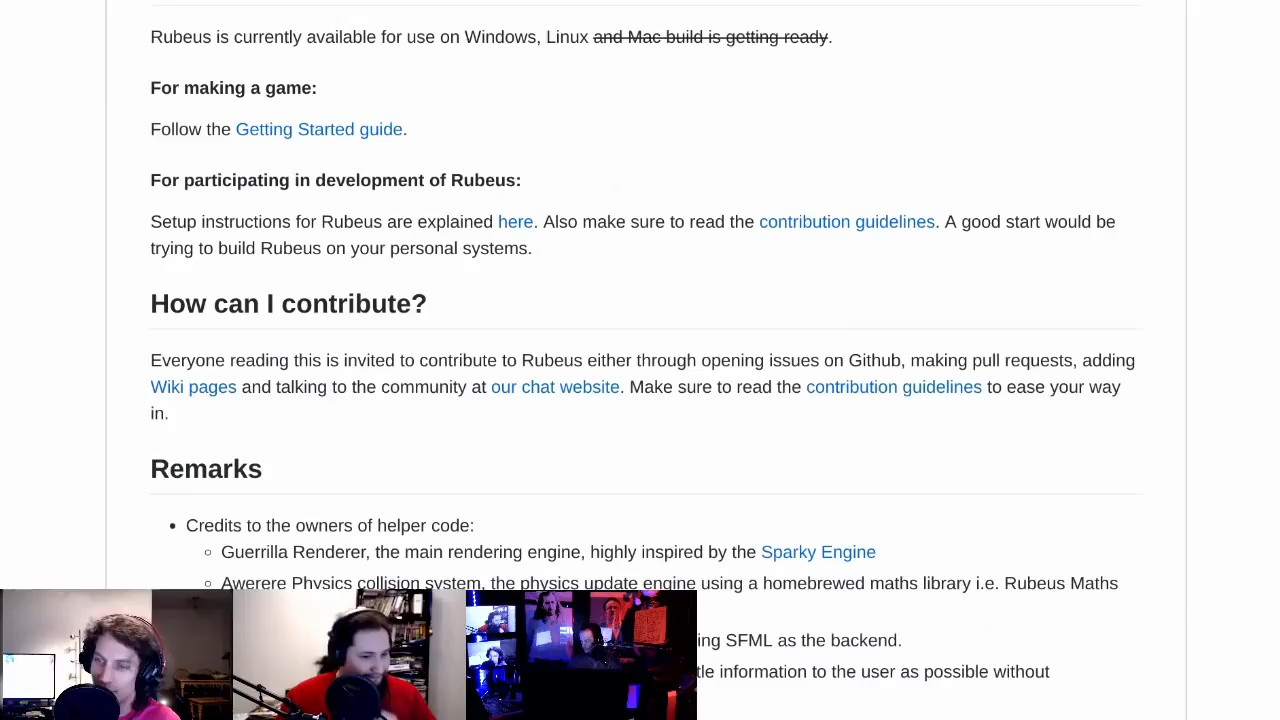 Rubeus is currently available for use on Windows, Linux and Mac build is getting ready.
For making a game:
Follow the Getting Started guide.
For participating in development of Rubeus:
Setup instructions for Rubeus are explained here. Also make sure to read the contribution guidelines. A good start would be
trying to build Rubeus on your personal systems.
How can I contribute?
Everyone reading this is invited to contribute to Rubeus either through opening issues on Github, making pull requests, adding
Wiki pages and talking to the community at our chat website. Make sure to read the contribution guidelines to ease your way
in.
Remarks
Credits to the owners of helper code:
Guerrilla Renderer, the main rendering engine, highly inspired by the Sparky Engine
Awerere Physics collision system, the physics update engine using a homebrewed maths library i.e. Rubeus Maths
SFML as the backend.
information to the user as possible without